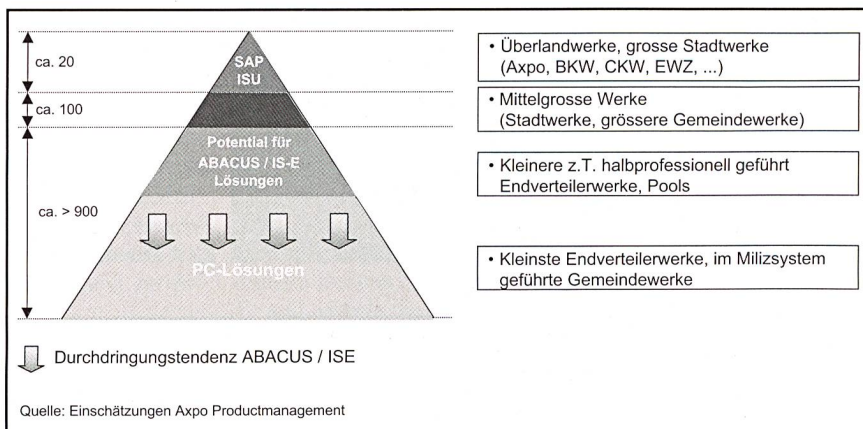 ca. 20
SAP
ISU
• Überlandwerke, grosse Stadtwerke
(Axpo, BKW, CKW, EWZ, ...)
ca. 100
• Mittelgrosse Werke
(Stadtwerke, grössere Gemeindewerke)
Potential für
ABACUS / IS-E
Lösungen
• Kleinere z.T. halbprofessionell geführt
Endverteilerwerke, Pools
ca. > 900
PC-Lösungen
• Kleinste Endverteilerwerke, im Milizsystem
geführte Gemeindewerke
Durchdringungstendenz ABACUS / ISE
Quelle: Einschätzungen Axpo Productmanagement